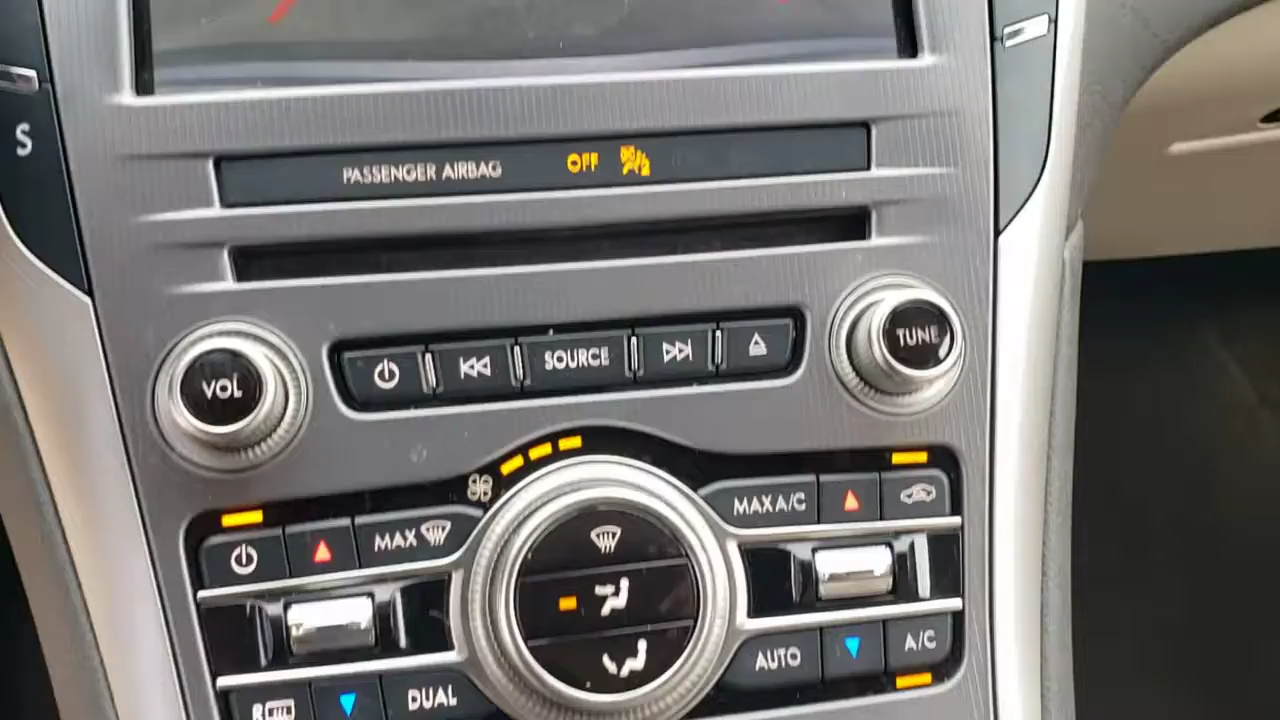 S
PASSENGER AIRBAG OFF
VOL
SOURCE
TUNE
MAX
MAX A/C
AUTO
A/C
R
DUAL